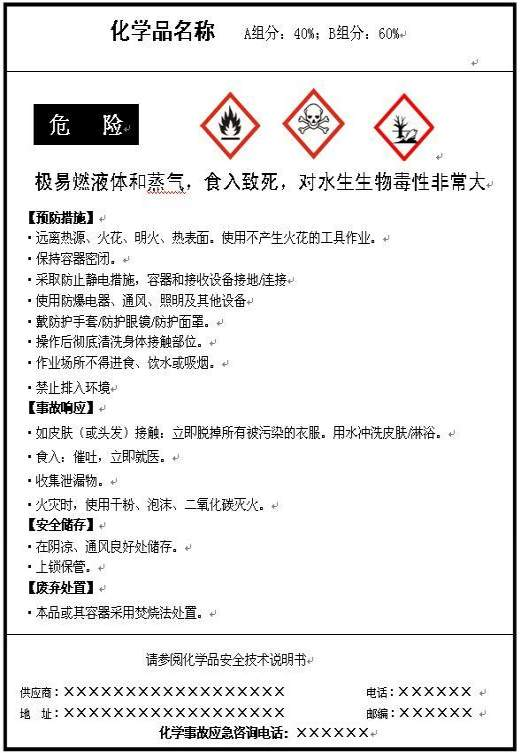 化学品名称 A组分：40%；B组分：60%
危 险
极易燃液体和蒸气，食入致死，对水生生物毒性非常大
【预防措施】
·远离热源、火花、明火、热表面。使用不产生火花的工具作业。
·保持容器密闭。
·采取防止静电措施，容器和接收设备接地/连接
·使用防爆电器、通风、照明及其他设备
·戴防护手套/防护眼镜/防护面罩。
·操作后彻底清洗身体接触部位。
·作业场所不得进食、饮水或吸烟。
·禁止排入环境
【事故响应】
·如皮肤（或头发）接触：立即脱掉所有被污染的衣服。用水冲洗皮肤/淋浴。
·食入：催吐，立即就医。
·收集泄漏物。
·火灾时，使用干粉、泡沫、二氧化碳灭火。
【安全储存】
·在阴凉、通风良好处储存。
·上锁保管。
【废弃处置】
·本品或其容器采用焚烧法处置。
请参阅化学品安全技术说明书
供应商：XXXXXXXXXXXXXXXXXX 电话：XXXXXX
地 址：XXXXXXXXXXXXXXXXXX 邮编：XXXXXX
化学事故应急咨询电话：XXXXXX